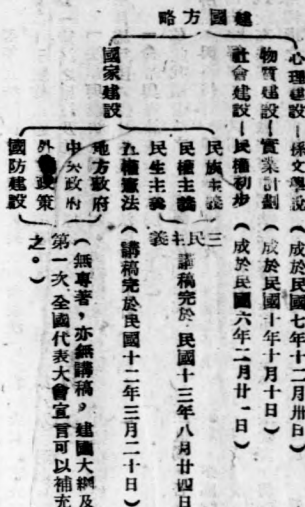 建國方略
心理建設—孫文學說(成於民國七年十二月卅日)
物質建設—實業計劃(成於民國十年十月十日)
社會建設—民權初步(成於民國六年二月廿一日)
國家建設
民族主義
民權主義
民生主義
三民主義
講稿完於民國十三年八月廿四日
五權憲法(講稿完於民國十二年三月二十日)
地方政府
中央政府
外交政策
國防建設
(無專著,亦無講稿,建國大綱及
第一次全國代表大會宣言可以補充
之。)